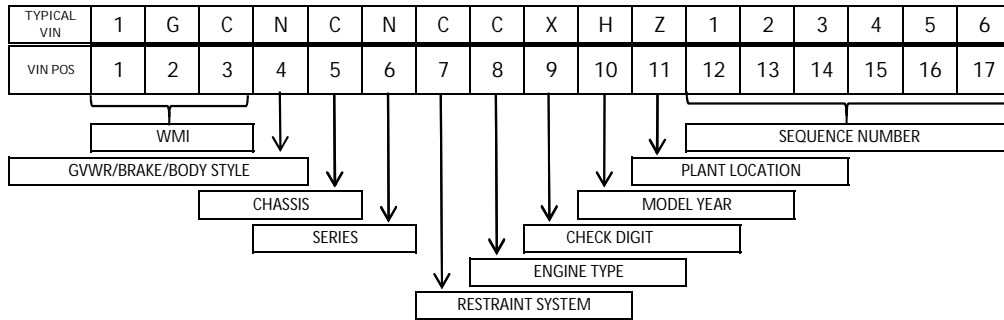 TYPICAL VIN 1 G C N C N C C X H Z 1 2 3 4 5 6
VIN POS 1 2 3 4 5 6 7 8 9 10 11 12 13 14 15 16 17
WMI SEQUENCE NUMBER
GVWR/BRAKE/BODY STYLE PLANT LOCATION
CHASSIS MODEL YEAR
SERIES CHECK DIGIT
ENGINE TYPE
RESTRAINT SYSTEM